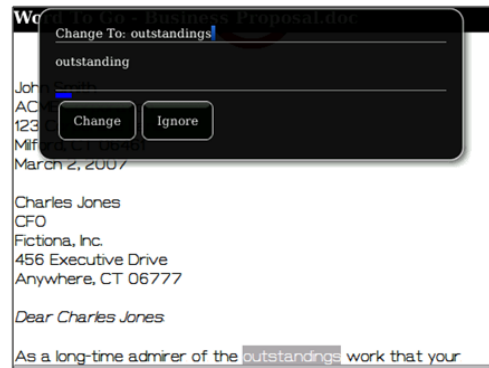 Word To Go - Business Proposal.doc
Change To: outstandings
outstanding
Change Ignore
John Smith
123
Milford, CT 06461
March 2, 2007
Charles Jones
CFO
Fictiona, Inc.
456 Executive Drive
Anywhere, CT 06777
Dear Charles Jones:
As a long-time admirer of the outstandings work that your